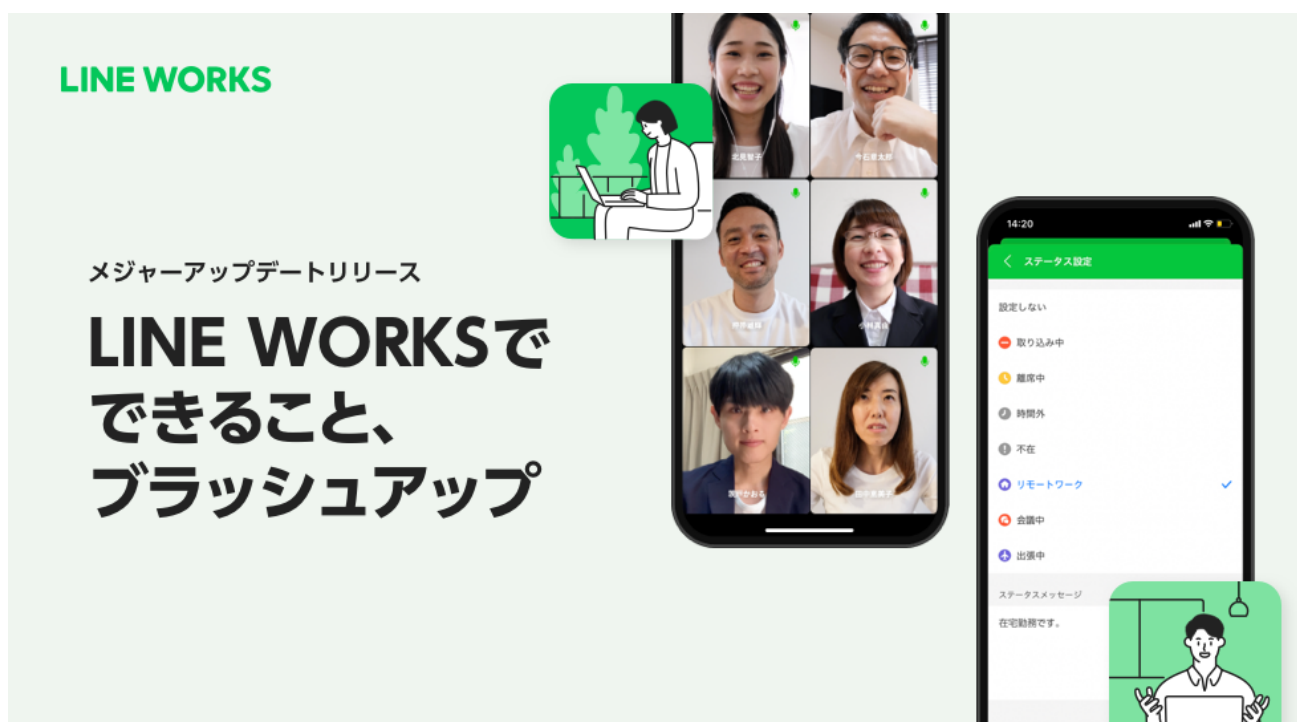 LINE WORKS
メジャーアップデートリリース
LINE WORKSで
できること、
ブラッシュアップ
北見智子
14:20
ステータス設定
設定しない
取り込み中
離席中
時間外
不在
リモートワーク
会議中
出張中
ステータスメッセージ
在宅勤務です。